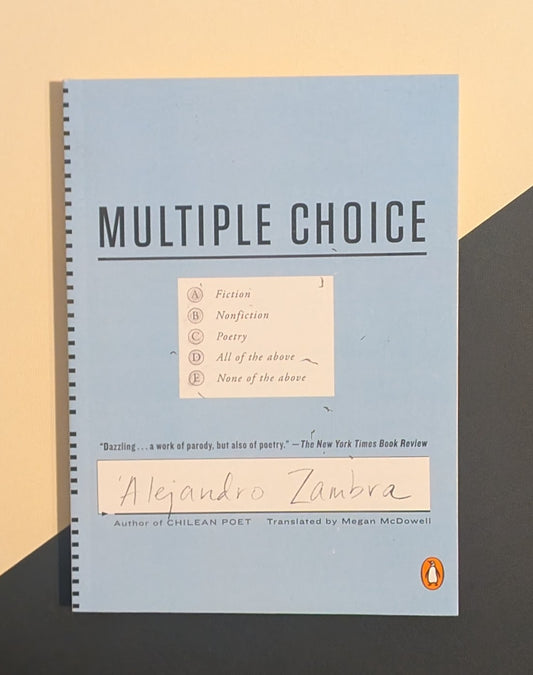 MULTIPLE CHOICE
A Fiction
B Nonfiction
C Poetry
D All of the above
E None of the above
“Dazzling . . . a work of parody, but also of poetry.” —The New York Times Book Review
Alejandro Zambra
Author of CHILEAN POET Translated by Megan McDowell